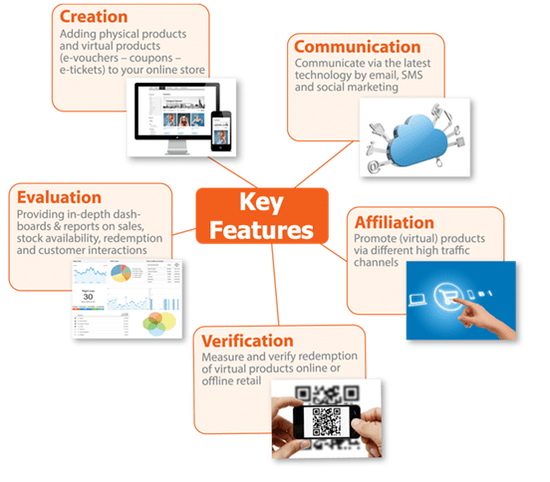 Creation
Adding physical products
and virtual products
(e-vouchers – coupons –
e-tickets) to your online store
Communication
Communicate via the latest
technology by email, SMS
and social marketing
Evaluation
Providing in-depth dash-
boards & reports on sales,
stock availability, redemption
and customer interactions
Key
Features
Affiliation
Promote (virtual) products
via different high traffic
channels
30
Verification
Measure and verify redemption
of virtual products online or
offline retail